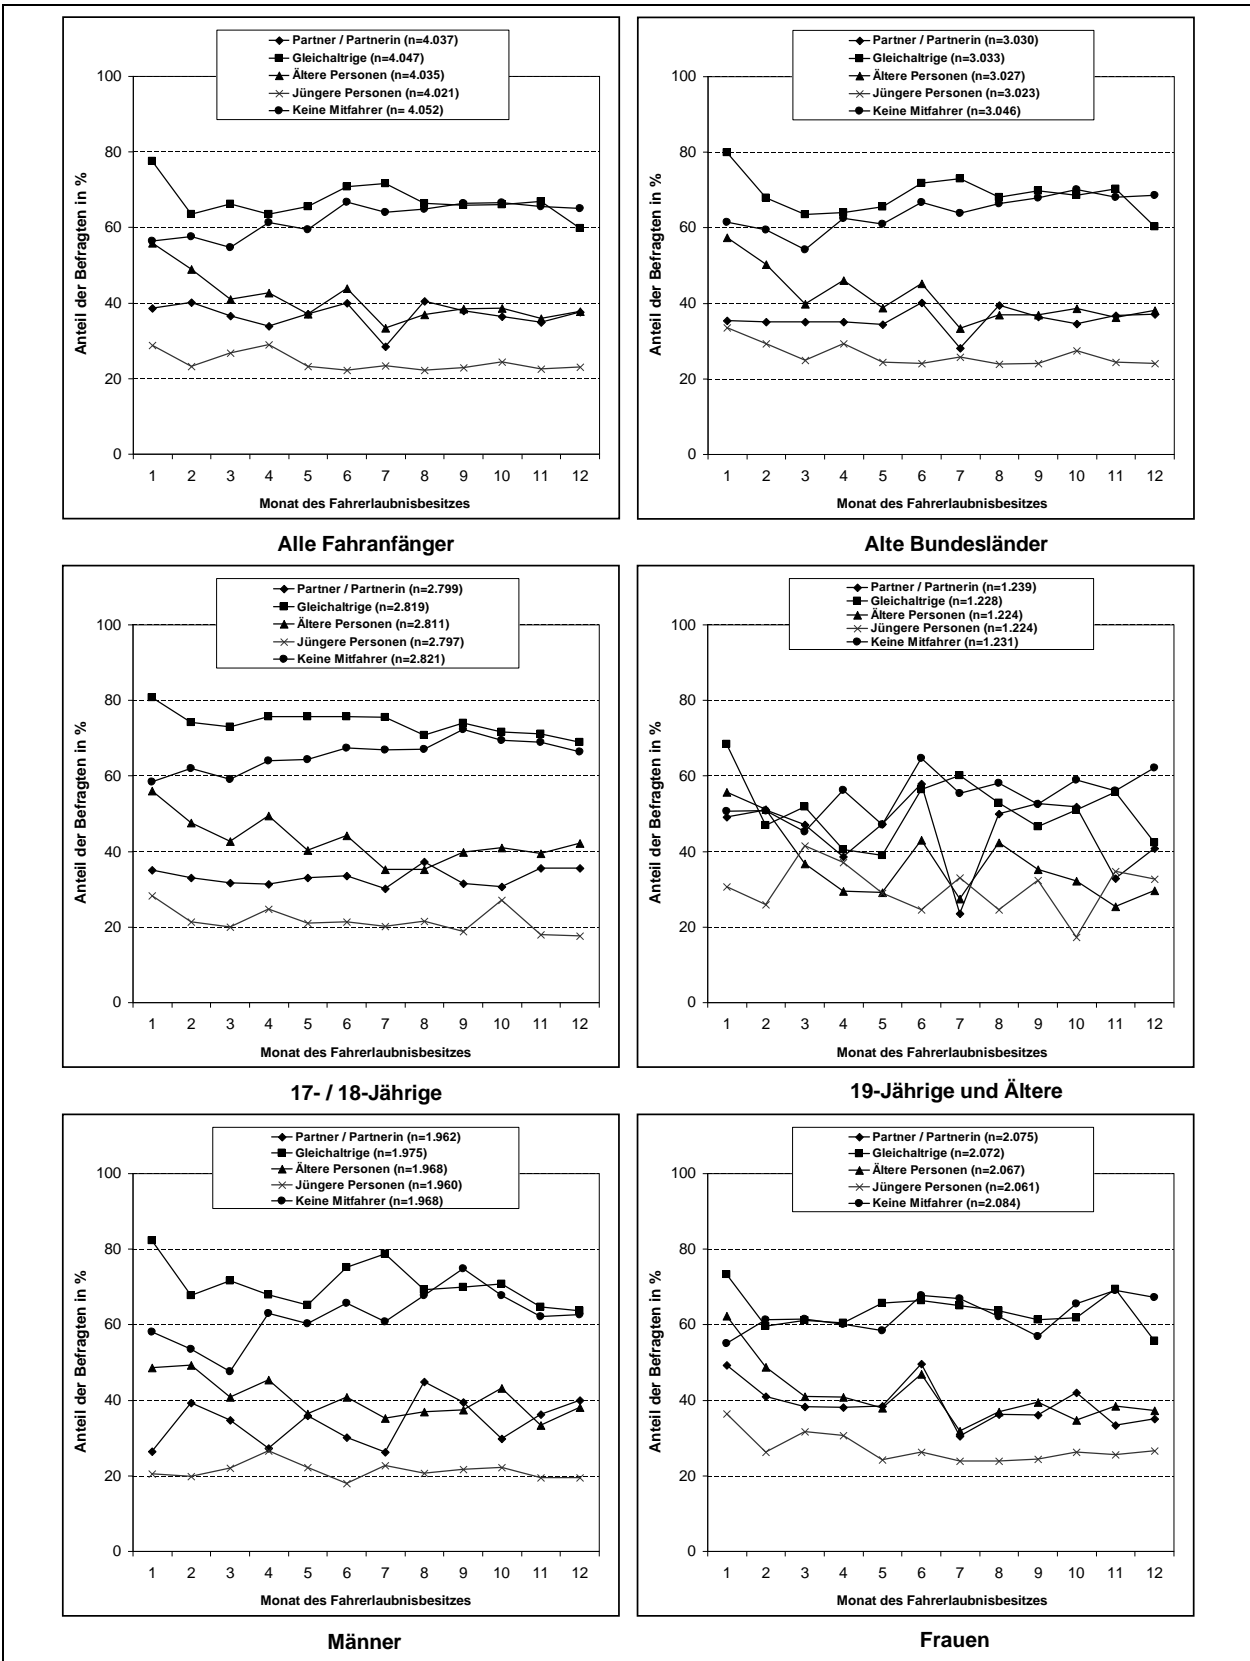 Partner / Partnerin (n=4.037)
Gleichaltrige (n=4.047)
Ältere Personen (n=4.035)
Jüngere Personen (n=4.021)
Keine Mitfahrer (n= 4.052)
100
80
60
40
20
0
Anteil der Befragten in %
1 2 3 4 5 6 7 8 9 10 11 12
Monat des Fahrerlaubnisbesitzes
Alle Fahranfänger
Partner / Partnerin (n=3.030)
Gleichaltrige (n=3.033)
Ältere Personen (n=3.027)
Jüngere Personen (n=3.023)
Keine Mitfahrer (n=3.046)
100
80
60
40
20
0
Anteil der Befragten in %
1 2 3 4 5 6 7 8 9 10 11 12
Monat des Fahrerlaubnisbesitzes
Alte Bundesländer
Partner / Partnerin (n=2.799)
Gleichaltrige (n=2.819)
Ältere Personen (n=2.811)
Jüngere Personen (n=2.797)
Keine Mitfahrer (n=2.821)
100
80
60
40
20
0
Anteil der Befragten in %
1 2 3 4 5 6 7 8 9 10 11 12
Monat des Fahrerlaubnisbesitzes
17- / 18-Jährige
Partner / Partnerin (n=1.239)
Gleichaltrige (n=1.228)
Ältere Personen (n=1.224)
Jüngere Personen (n=1.224)
Keine Mitfahrer (n=1.231)
100
80
60
40
20
0
Anteil der Befragten in %
1 2 3 4 5 6 7 8 9 10 11 12
Monat des Fahrerlaubnisbesitzes
19-Jährige und Ältere
Partner / Partnerin (n=1.962)
Gleichaltrige (n=1.975)
Ältere Personen (n=1.968)
Jüngere Personen (n=1.960)
Keine Mitfahrer (n=1.968)
100
80
60
40
20
0
Anteil der Befragten in %
1 2 3 4 5 6 7 8 9 10 11 12
Monat des Fahrerlaubnisbesitzes
Männer
Partner / Partnerin (n=2.075)
Gleichaltrige (n=2.072)
Ältere Personen (n=2.067)
Jüngere Personen (n=2.061)
Keine Mitfahrer (n=2.084)
100
80
60
40
20
0
Anteil der Befragten in %
1 2 3 4 5 6 7 8 9 10 11 12
Monat des Fahrerlaubnisbesitzes
Frauen